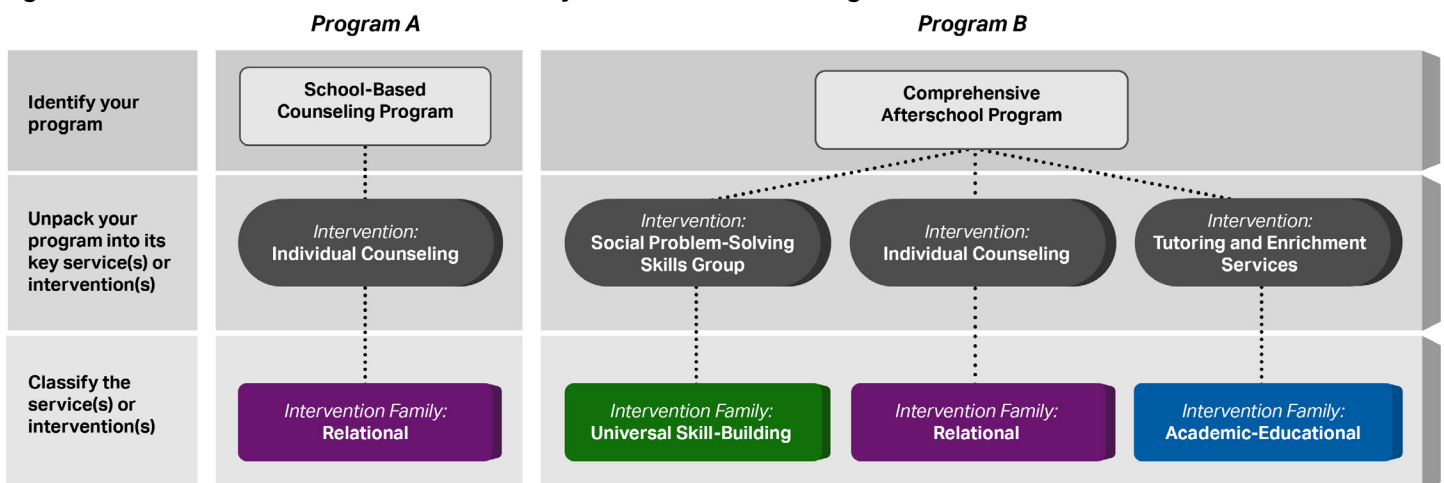 Program A
Program B
Identify your
program
School-Based
Counseling Program
Comprehensive
Afterschool Program
Unpack your
program into its
key service(s) or
intervention(s)
Intervention:
Individual Counseling
Intervention:
Social Problem-Solving
Skills Group
Intervention:
Individual Counseling
Intervention:
Tutoring and Enrichment
Services
Classify the
service(s) or
intervention(s)
Intervention Family:
Relational
Intervention Family:
Universal Skill-Building
Intervention Family:
Relational
Intervention Family:
Academic-Educational